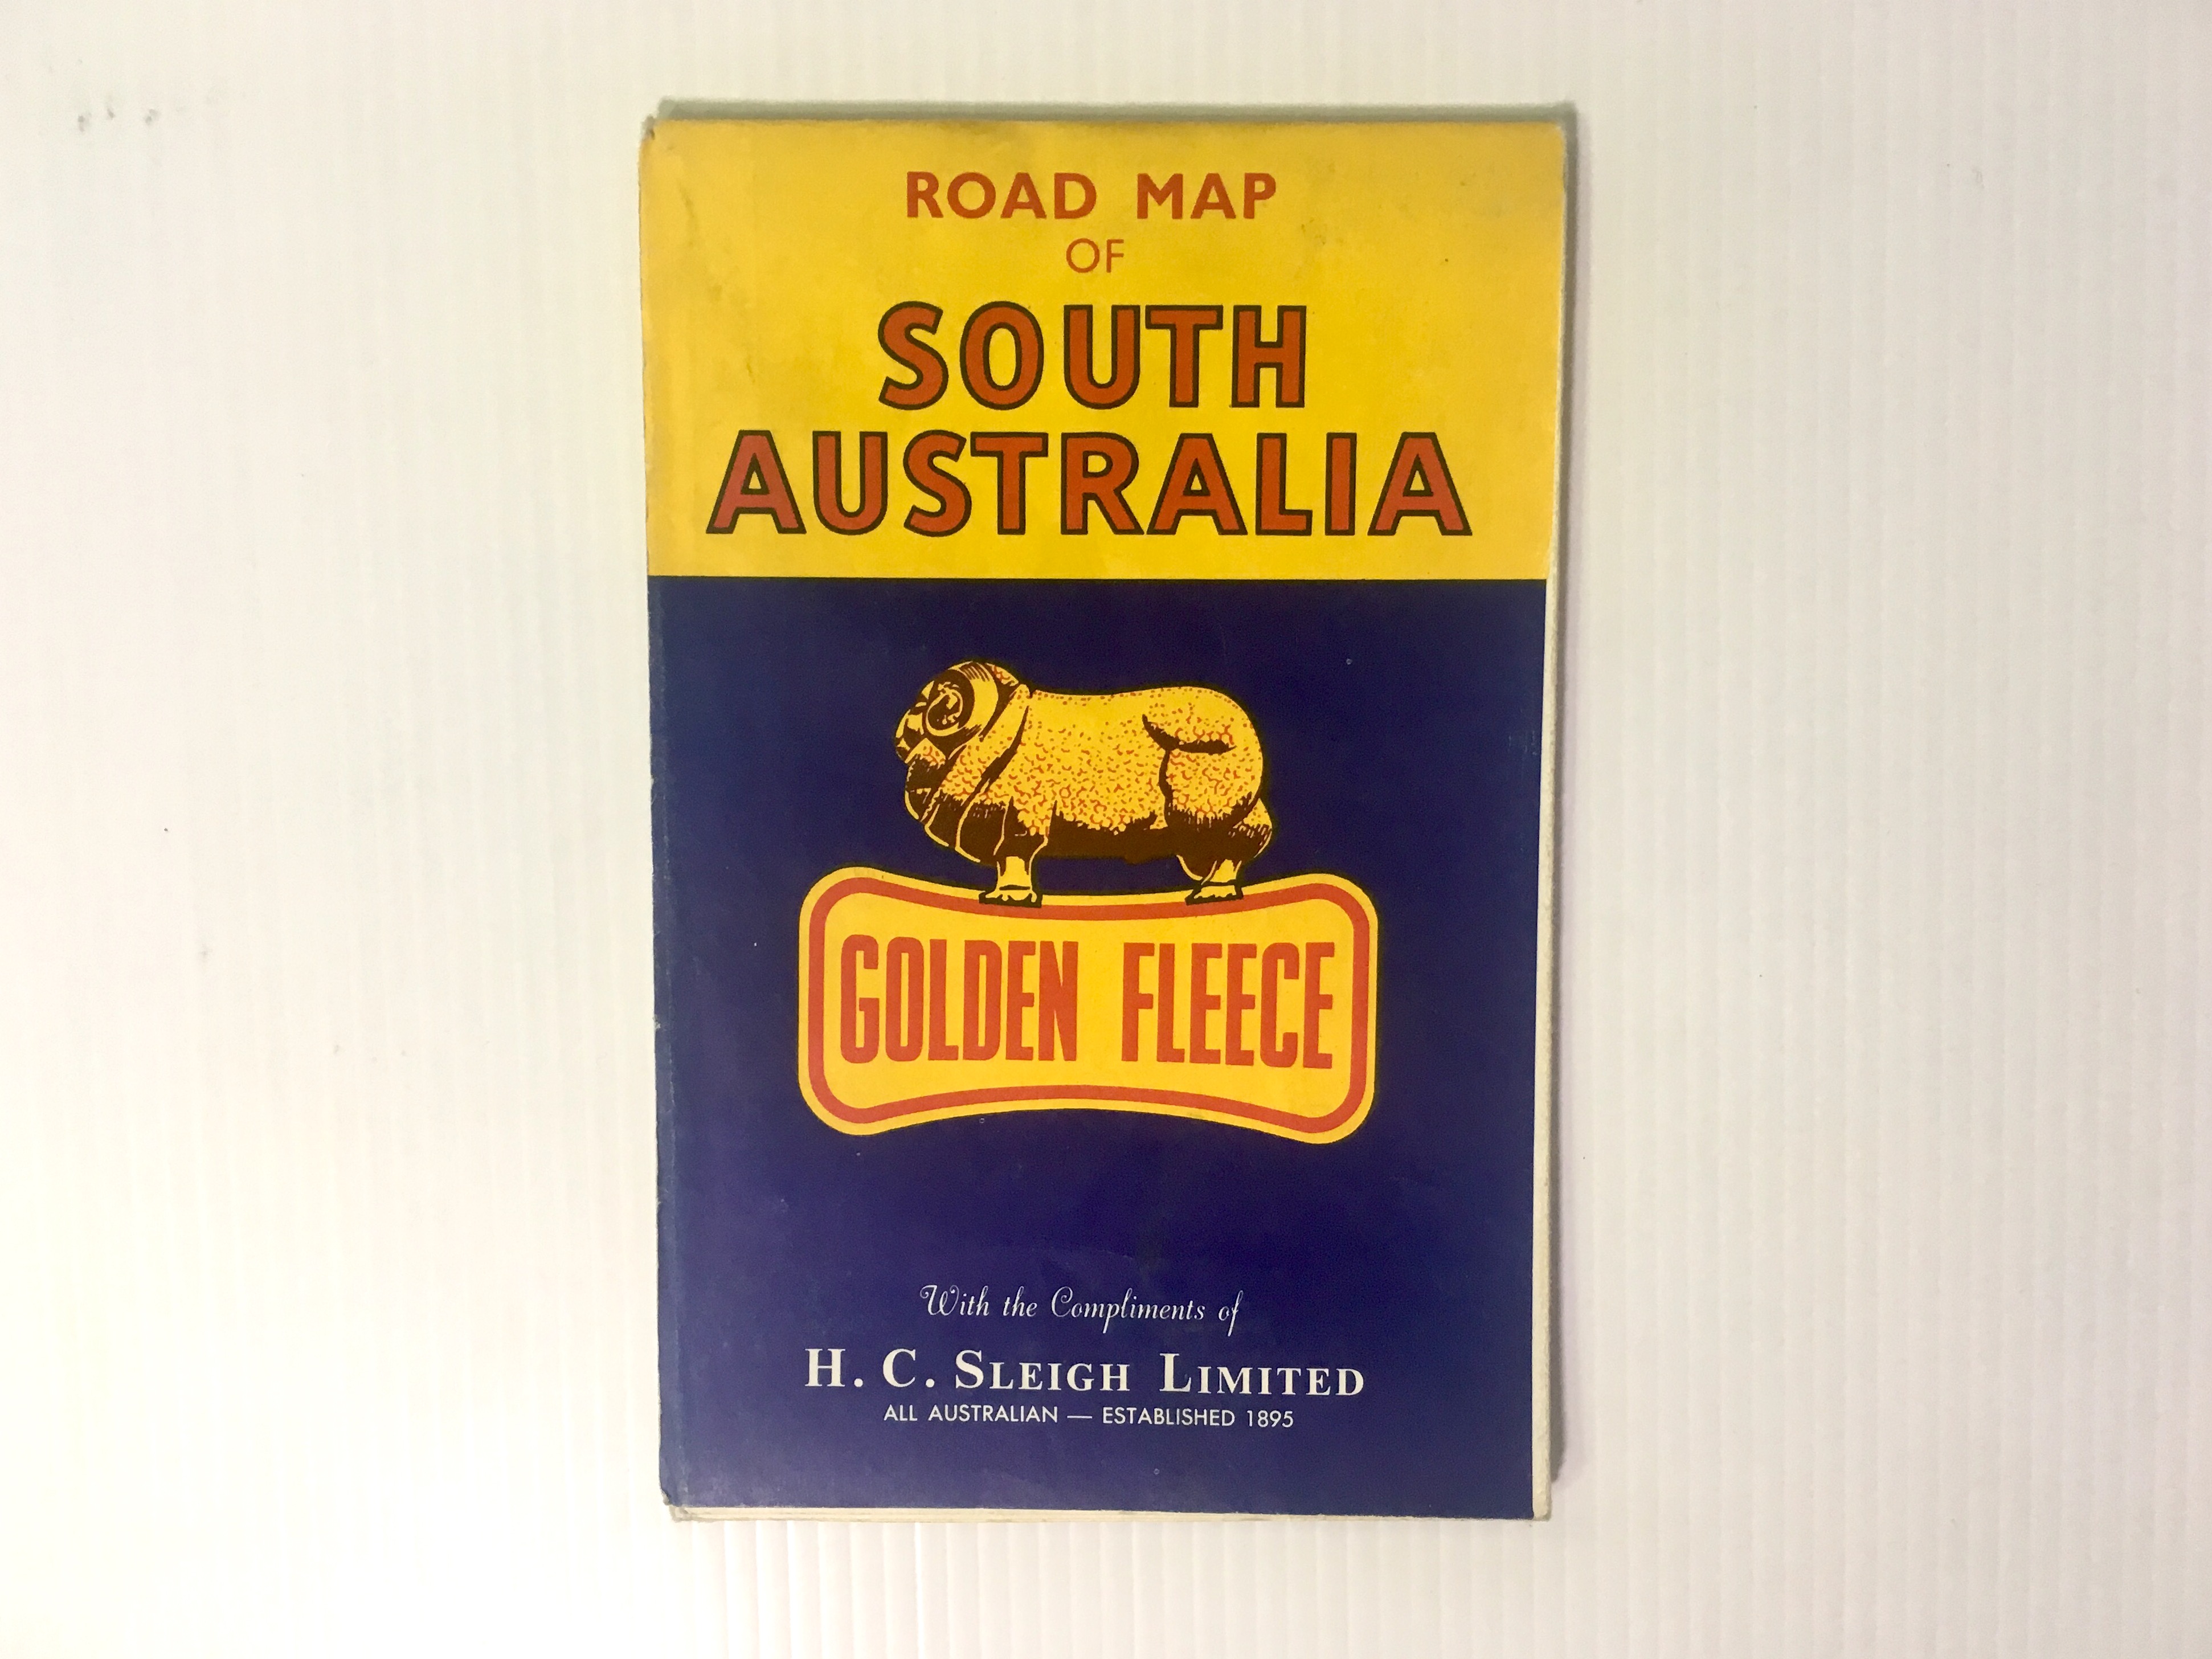 ROAD MAP
OF
SOUTH
AUSTRALIA
GOLDEN FLEECE
With the Compliments of
H. C. SLEIGH LIMITED
ALL AUSTRALIAN — ESTABLISHED 1895